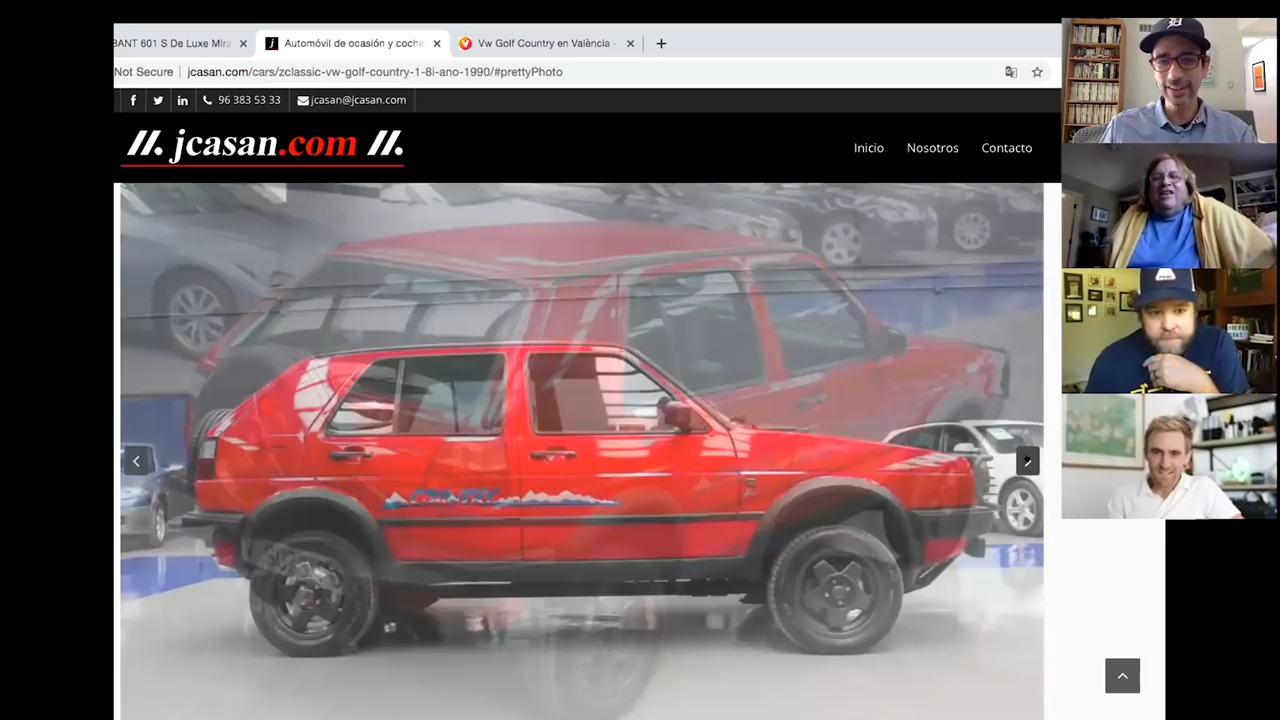 BANT 601 S De Luxe Mira
Automóvil de ocasión y coche
Vw Golf Country en València
Not Secure
jcasan.com/cars/zclassic-vw-golf-country-1-8i-ano-1990/#prettyPhoto
96 383 53 33
jcasan@jcasan.com
jcasan.com
Inicio
Nosotros
Contacto
COUNTRY